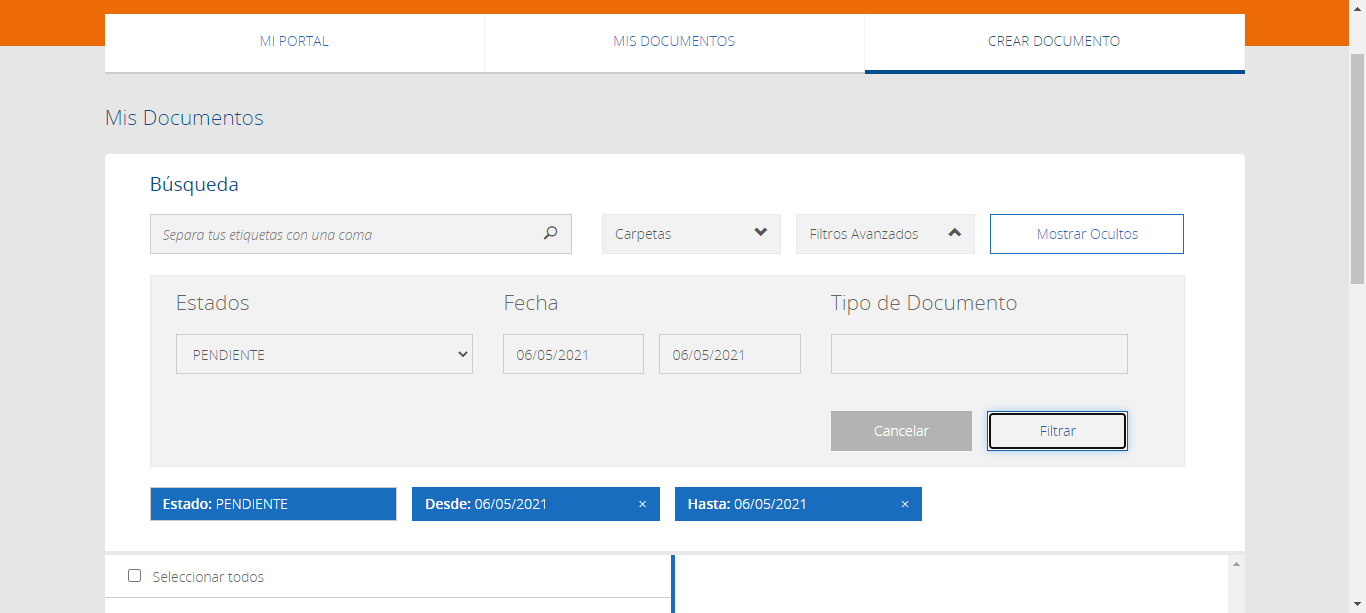 MI PORTAL
MIS DOCUMENTOS
CREAR DOCUMENTO
Mis Documentos
Búsqueda
Separa tus etiquetas con una coma
Carpetas
Filtros Avanzados
Mostrar Ocultos
Estados
Fecha
Tipo de Documento
PENDIENTE
06/05/2021
06/05/2021
Cancelar
Filtrar
Estado: PENDIENTE
Desde: 06/05/2021 ×
Hasta: 06/05/2021 ×
Seleccionar todos